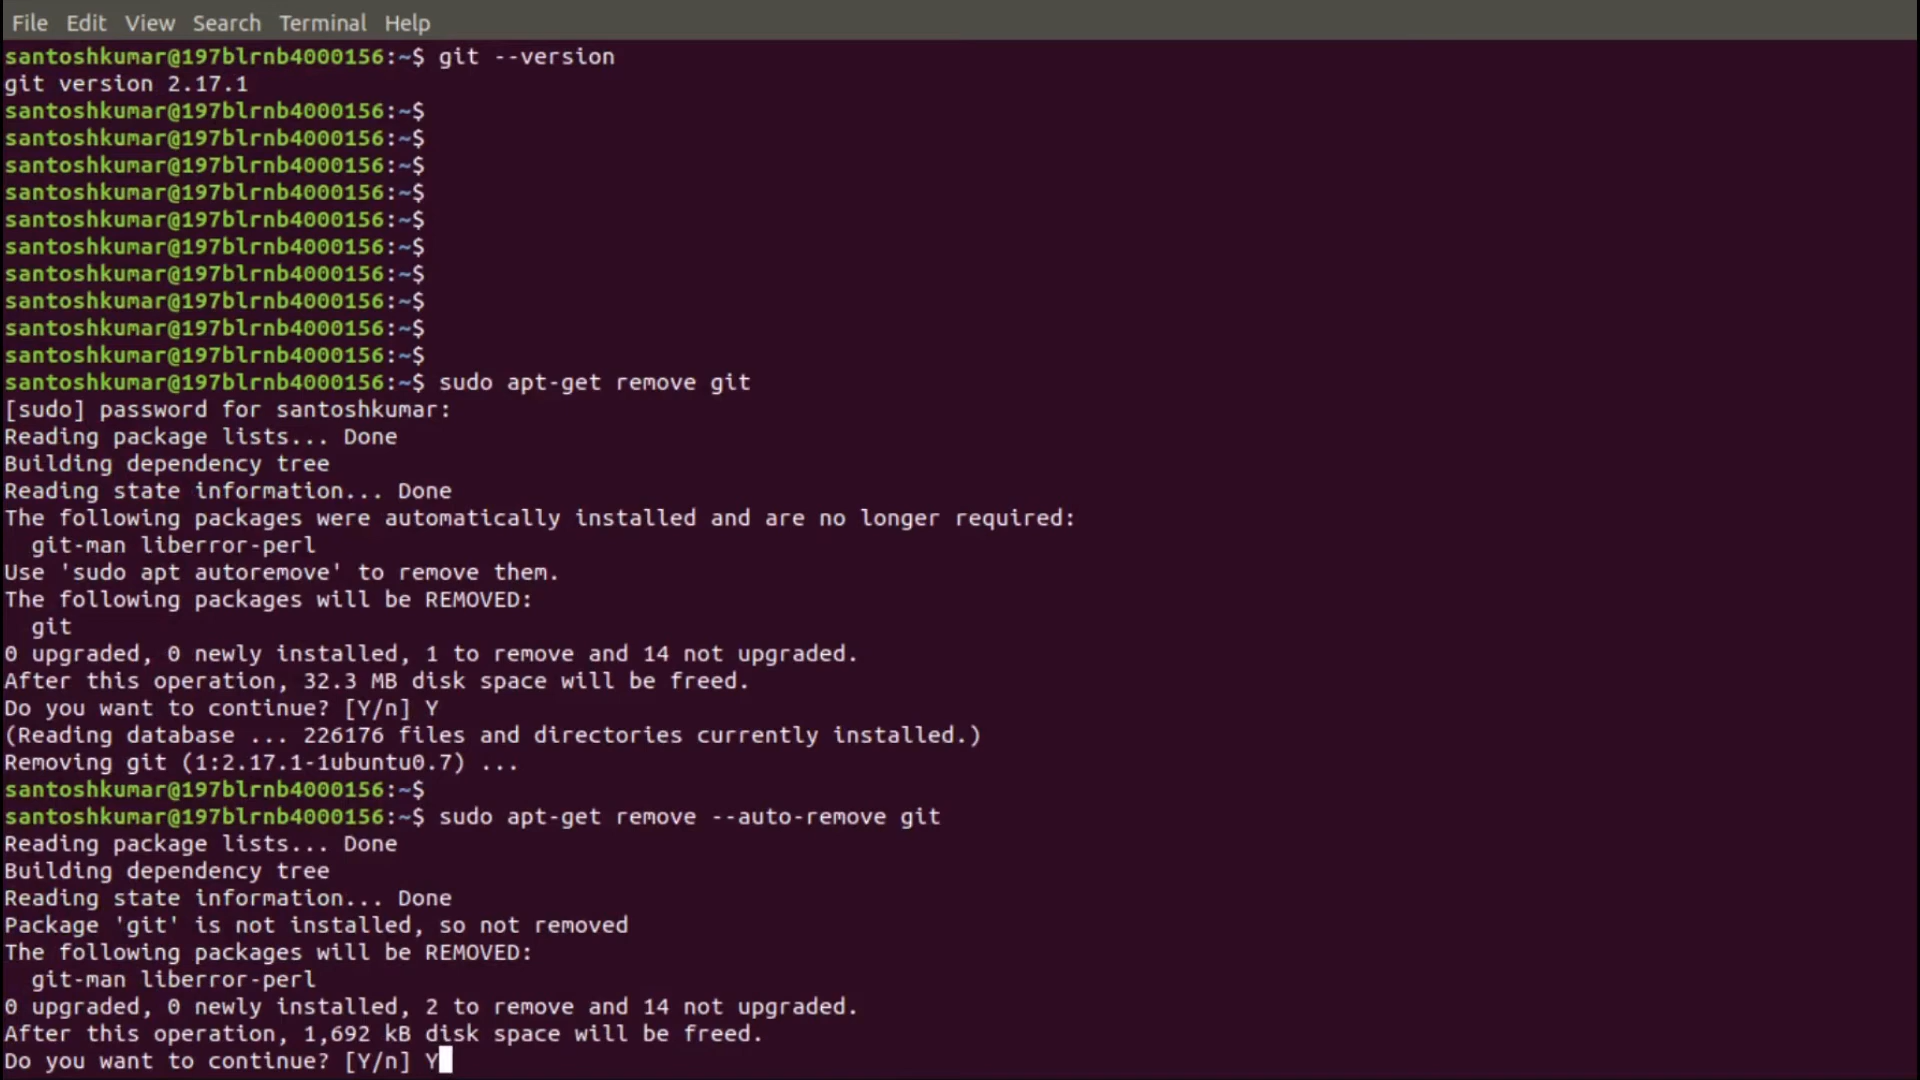 File Edit View Search Terminal Help
santoshkumar@197blrnb4000156:~$ git --version
git version 2.17.1
santoshkumar@197blrnb4000156:~$
santoshkumar@197blrnb4000156:~$
santoshkumar@197blrnb4000156:~$
santoshkumar@197blrnb4000156:~$
santoshkumar@197blrnb4000156:~$
santoshkumar@197blrnb4000156:~$
santoshkumar@197blrnb4000156:~$
santoshkumar@197blrnb4000156:~$
santoshkumar@197blrnb4000156:~$
santoshkumar@197blrnb4000156:~$
santoshkumar@197blrnb4000156:~$ sudo apt-get remove git
[sudo] password for santoshkumar:
Reading package lists... Done
Building dependency tree
Reading state information... Done
The following packages were automatically installed and are no longer required:
  git-man liberror-perl
Use 'sudo apt autoremove' to remove them.
The following packages will be REMOVED:
  git
0 upgraded, 0 newly installed, 1 to remove and 14 not upgraded.
After this operation, 32.3 MB disk space will be freed.
Do you want to continue? [Y/n] Y
(Reading database ... 226176 files and directories currently installed.)
Removing git (1:2.17.1-1ubuntu0.7) ...
santoshkumar@197blrnb4000156:~$
santoshkumar@197blrnb4000156:~$ sudo apt-get remove --auto-remove git
Reading package lists... Done
Building dependency tree
Reading state information... Done
Package 'git' is not installed, so not removed
The following packages will be REMOVED:
  git-man liberror-perl
0 upgraded, 0 newly installed, 2 to remove and 14 not upgraded.
After this operation, 1,692 kB disk space will be freed.
Do you want to continue? [Y/n] Y